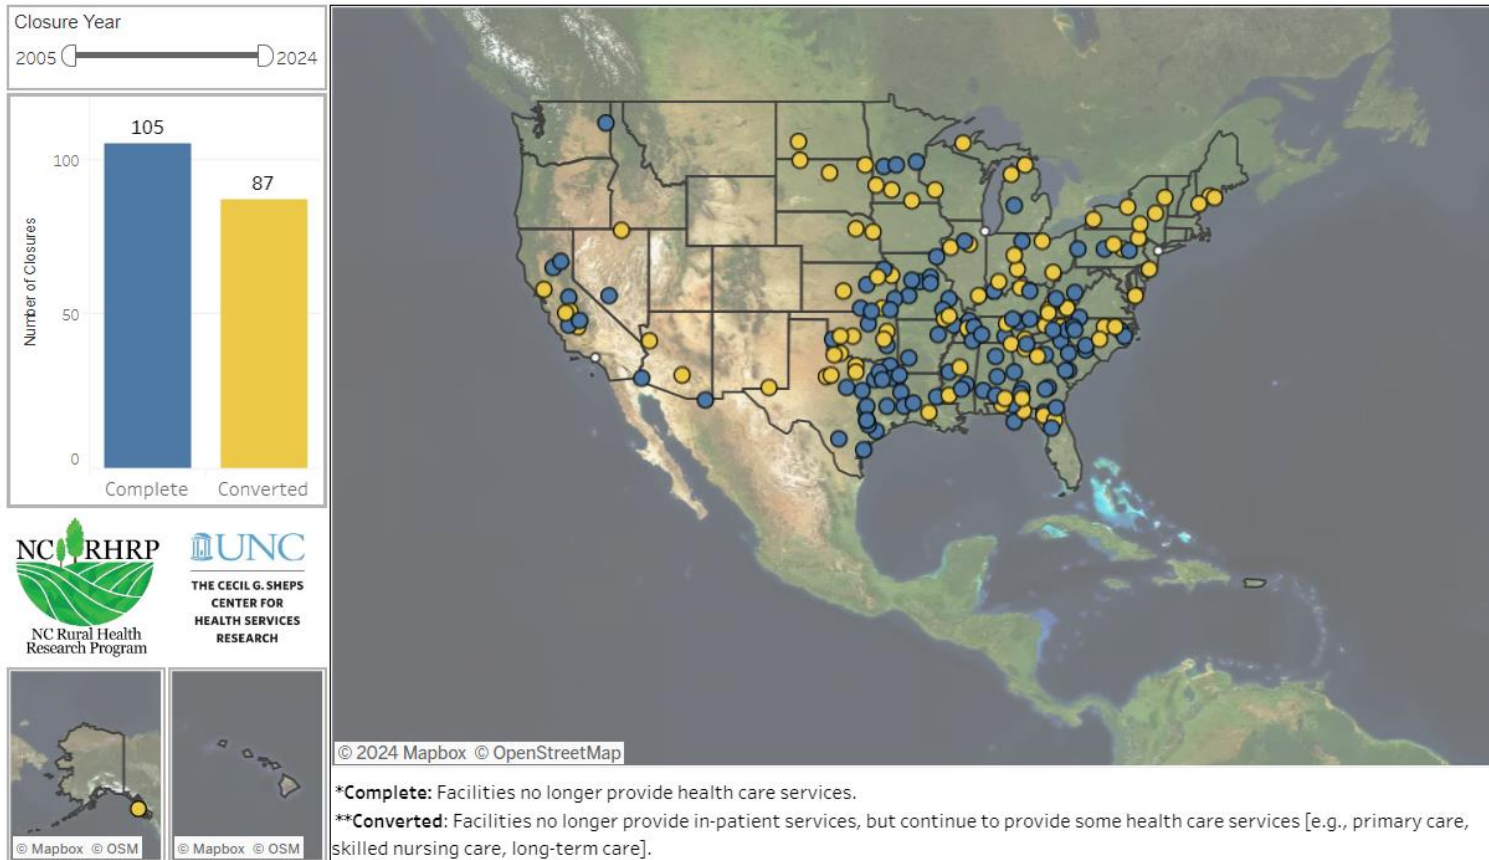 Closure Year
2005 2024
105
87
100
50
0
Number of Closures
Complete Converted
NC RHRP
NC Rural Health
Research Program
UNC
THE CECIL G. SHEPS
CENTER FOR
HEALTH SERVICES
RESEARCH
© Mapbox © OSM
© Mapbox © OSM
© 2024 Mapbox © OpenStreetMap
*Complete: Facilities no longer provide health care services.
**Converted: Facilities no longer provide in-patient services, but continue to provide some health care services [e.g., primary care,
skilled nursing care, long-term care].